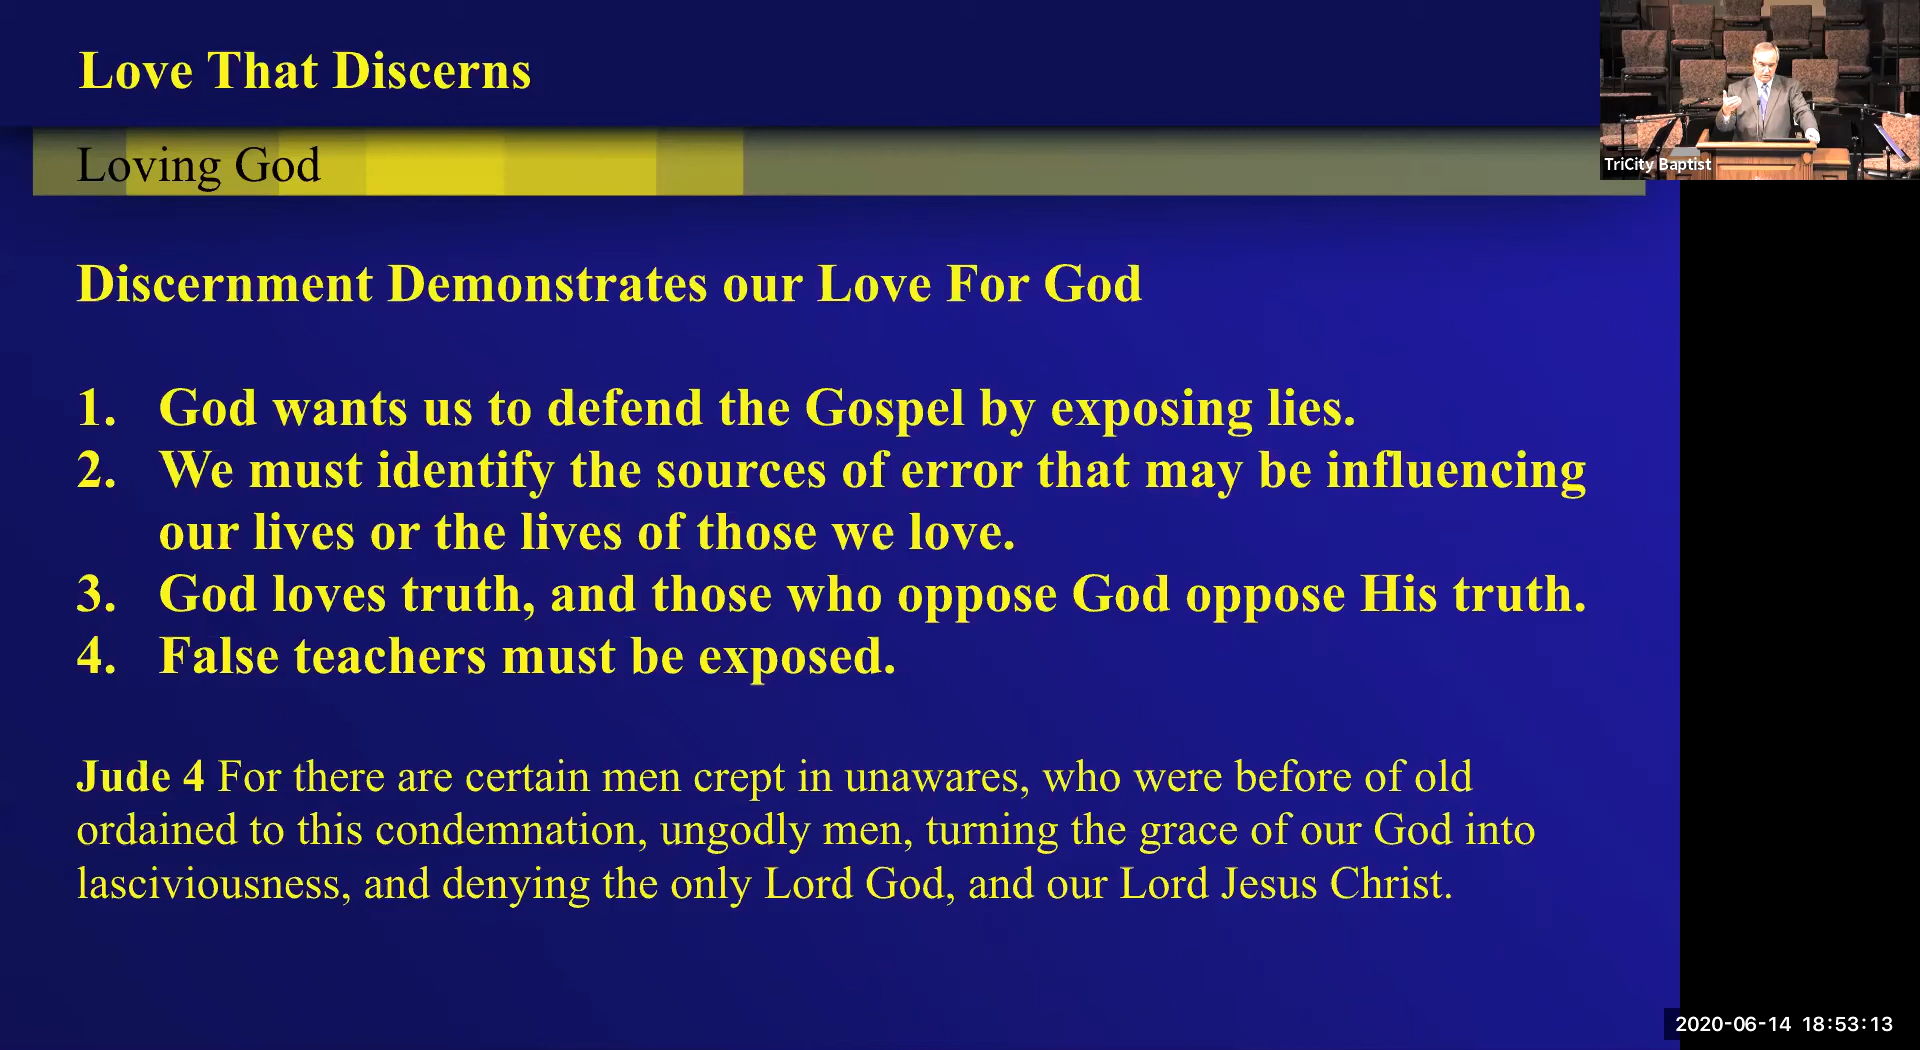 Love That Discerns
TriCity Baptist
Loving God
Discernment Demonstrates our Love For God
1. God wants us to defend the Gospel by exposing lies.
2. We must identify the sources of error that may be influencing
our lives or the lives of those we love.
3. God loves truth, and those who oppose God oppose His truth.
4. False teachers must be exposed.
Jude 4 For there are certain men crept in unawares, who were before of old
ordained to this condemnation, ungodly men, turning the grace of our God into
lasciviousness, and denying the only Lord God, and our Lord Jesus Christ.
2020-06-14 18:53:13